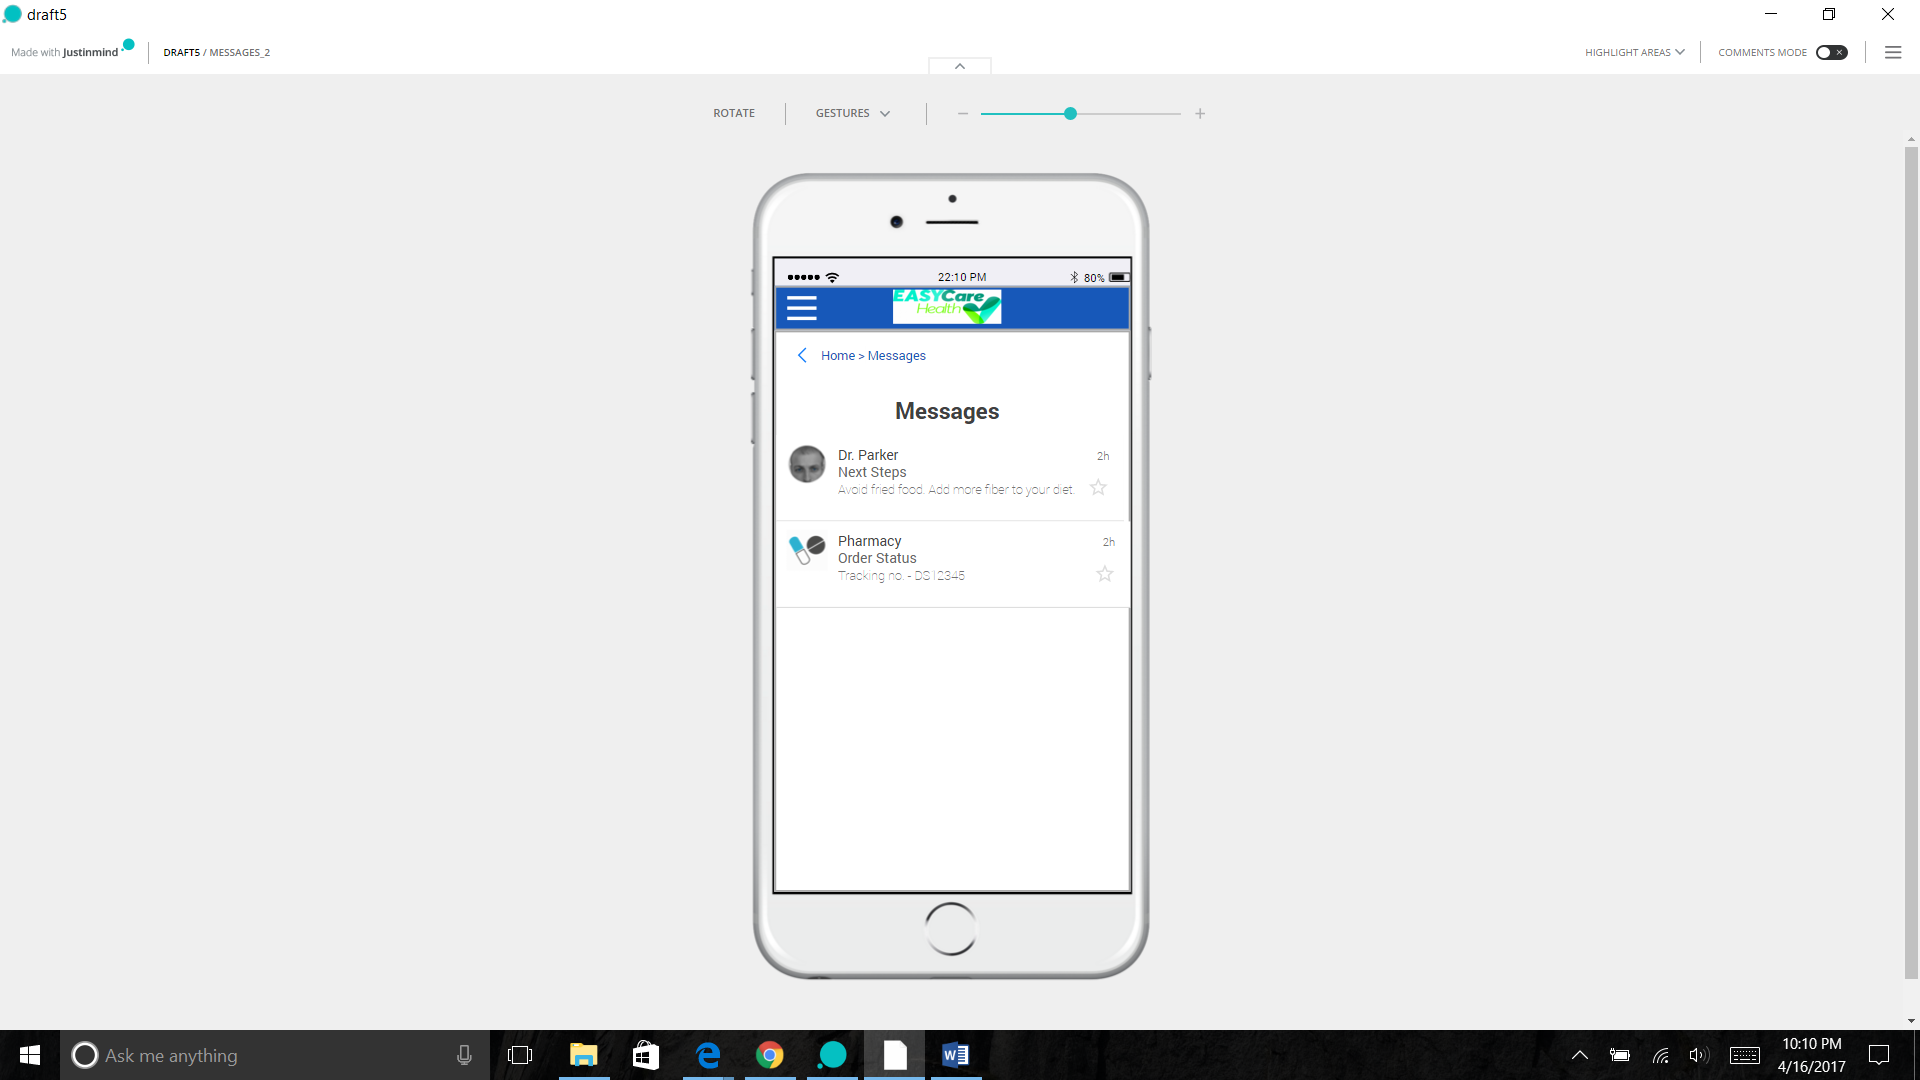 draft5
Made with Justinmind
DRAFT5 / MESSAGES_2
HIGHLIGHT AREAS
COMMENTS MODE
ROTATE
GESTURES
22:10 PM
80%
EASYCare
Health
Home > Messages
Messages
Dr. Parker
2h
Next Steps
Avoid fried food. Add more fiber to your diet.
Pharmacy
2h
Order Status
Tracking no. - DS12345
Ask me anything
10:10 PM
4/16/2017